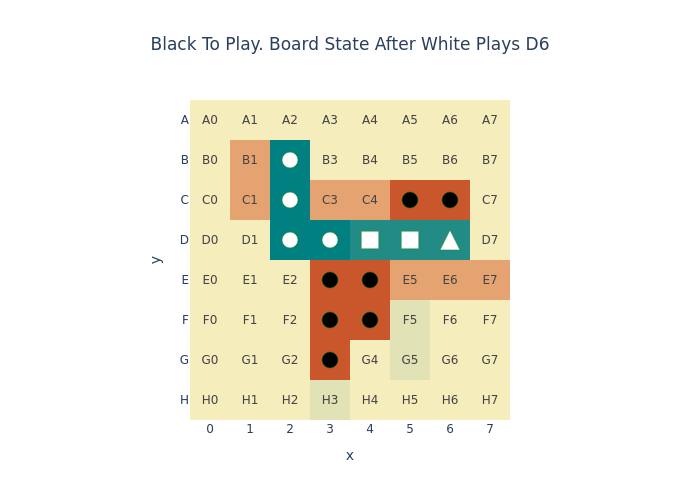 Black To Play. Board State After White Plays D6
A A0 A1 A2 A3 A4 A5 A6 A7
B B0 B1 B3 B4 B5 B6 B7
C C0 C1 C3 C4 C7
D D0 D1 D7
y
E E0 E1 E2 E5 E6 E7
F F0 F1 F2 F5 F6 F7
G G0 G1 G2 G4 G5 G6 G7
H H0 H1 H2 H3 H4 H5 H6 H7
0 1 2 3 4 5 6 7
x